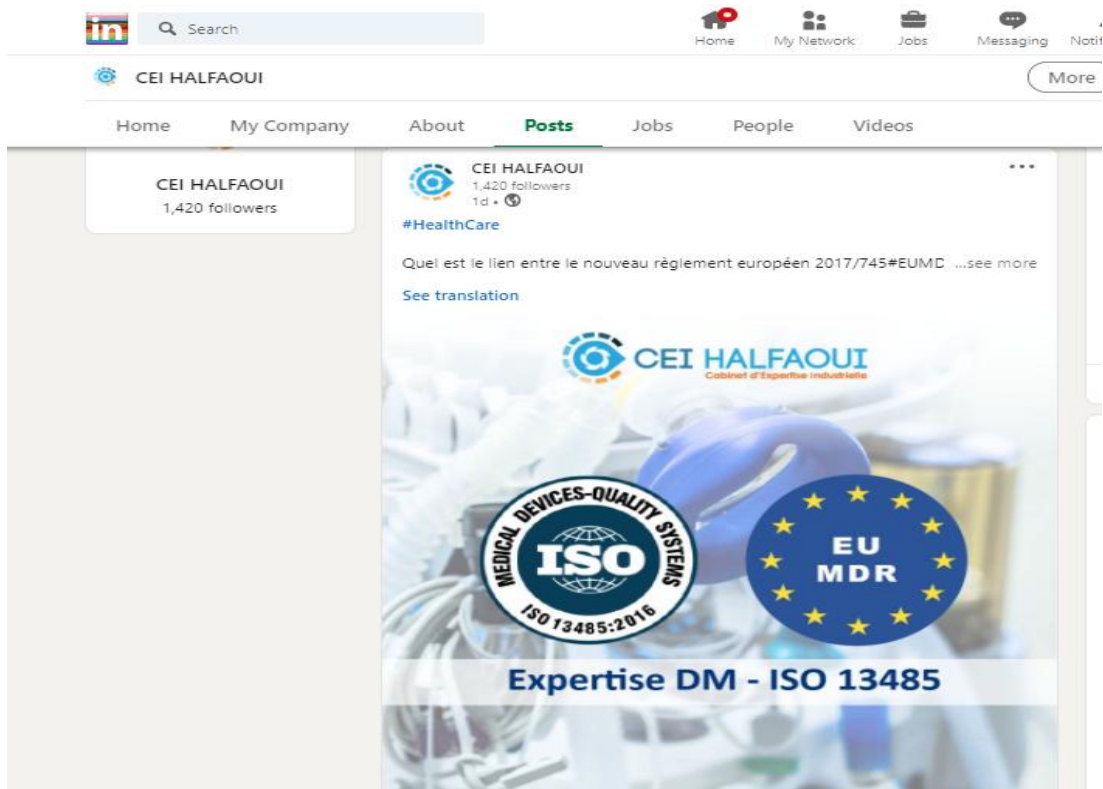 in Search
Home My Network Jobs Messaging
CEI HALFAOUI
More
Home My Company About Posts Jobs People Videos
CEI HALFAOUI
1,420 followers
CEI HALFAOUI
1,420 followers
1d •
#HealthCare
Quel est le lien entre le nouveau règlement européen 2017/745#EUMD ...see more
See translation
CEI HALFAOUI
Cabinet d'Expertise Industrielle
MEDICAL DEVICES-QUALITY SYSTEMS
ISO
ISO 13485:2016
EU
MDR
Expertise DM - ISO 13485